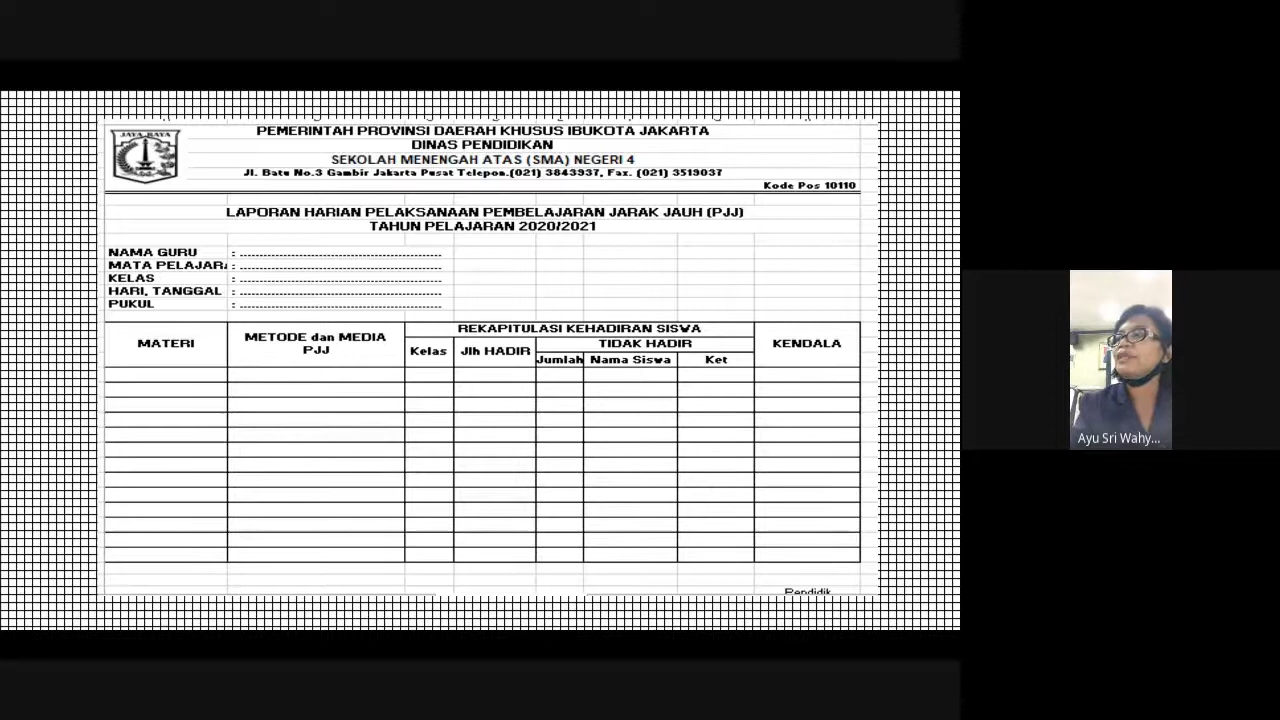 JAYA RAYA
PEMERINTAH PROVINSI DAERAH KHUSUS IBUKOTA JAKARTA
DINAS PENDIDIKAN
SEKOLAH MENENGAH ATAS (SMA) NEGERI 4
Jl. Batu No.3 Gambir Jakarta Pusat Telepon.(021) 3843937, Fax. (021) 3519037
Kode Pos 10110
LAPORAN HARIAN PELAKSANAAN PEMBELAJARAN JARAK JAUH (PJJ)
TAHUN PELAJARAN 2020/2021
NAMA GURU : ................................................
MATA PELAJARA : ................................................
KELAS : ................................................
HARI, TANGGAL : ................................................
PUKUL : ................................................
MATERI
METODE dan MEDIA
PJJ
REKAPITULASI KEHADIRAN SISWA
Kelas
Jlh HADIR
TIDAK HADIR
Jumlah
Nama Siswa
Ket
KENDALA
Pendidik
Ayu Sri Wahy...